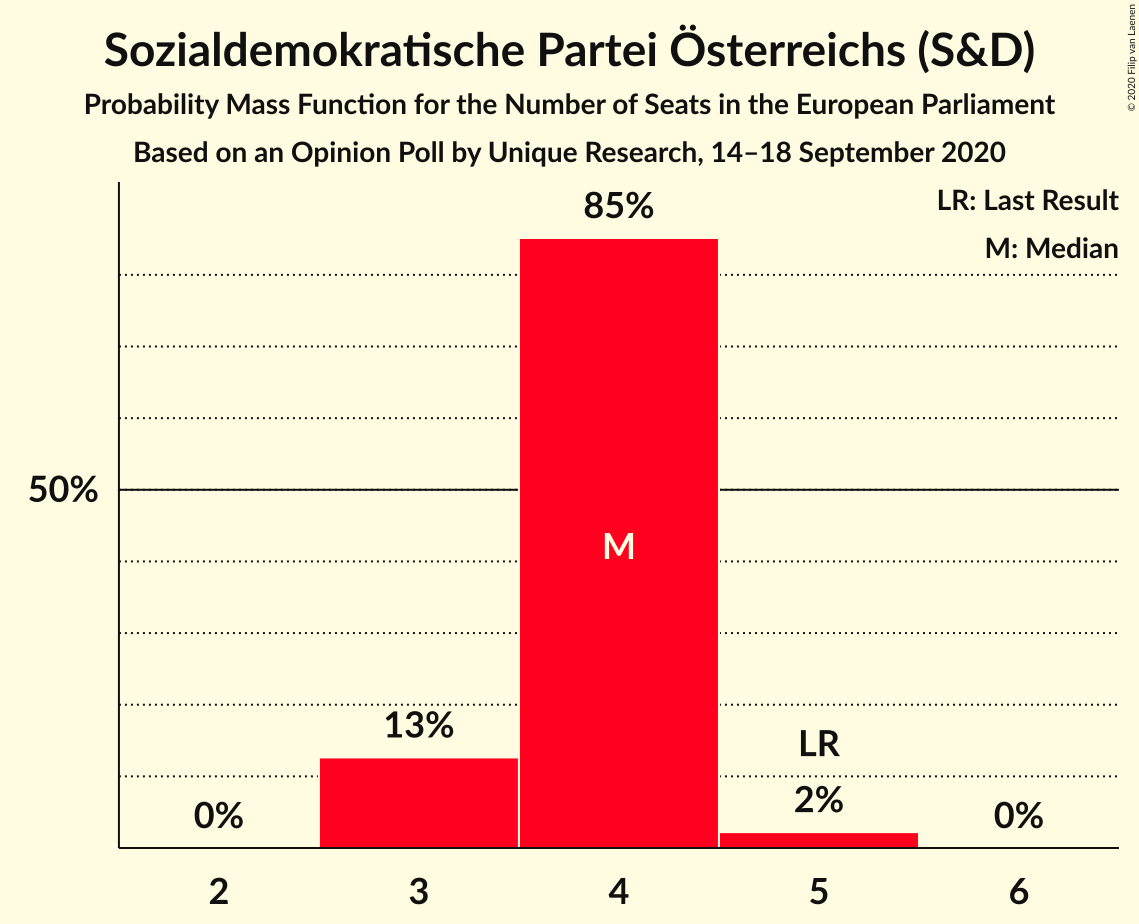 Sozialdemokratische Partei Österreichs (S&D)
Probability Mass Function for the Number of Seats in the European Parliament
Based on an Opinion Poll by Unique Research, 14–18 September 2020
© 2020 Filip van Laenen
LR: Last Result
M: Median
85%
50%
M
13%
LR
2%
0%
0%
2
3
4
5
6